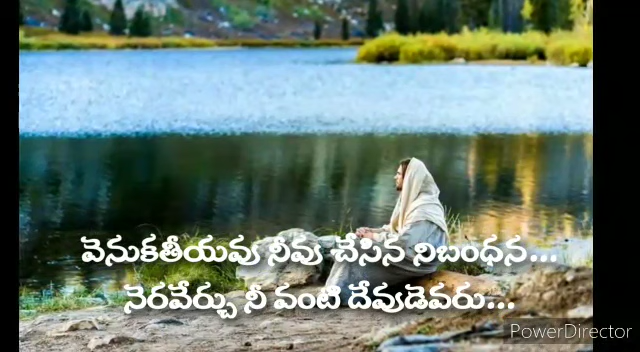 వెనుకతీయవు నీవు చేసిన నిబంధన...
నెరవేర్చు నీ వంటి దేవుడెవరు...
PowerDirector